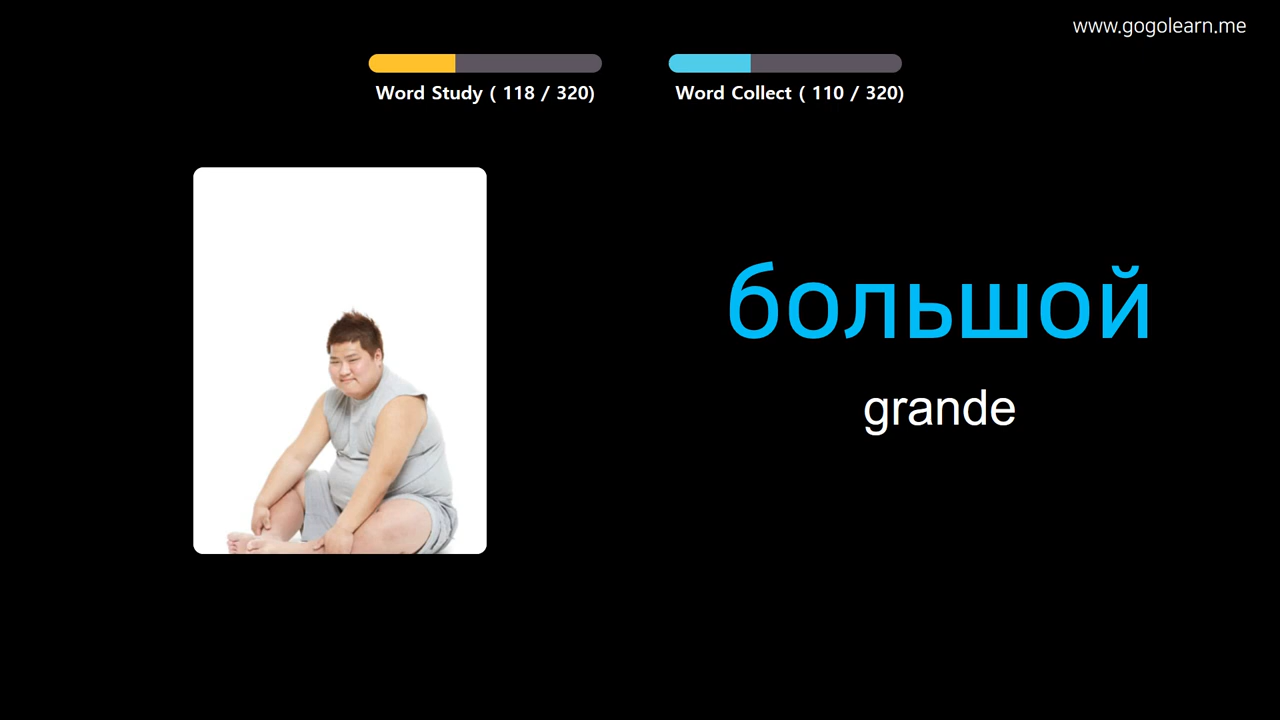 www.gogolearn.me
Word Study ( 118 / 320)
Word Collect ( 110 / 320)
большой
grande